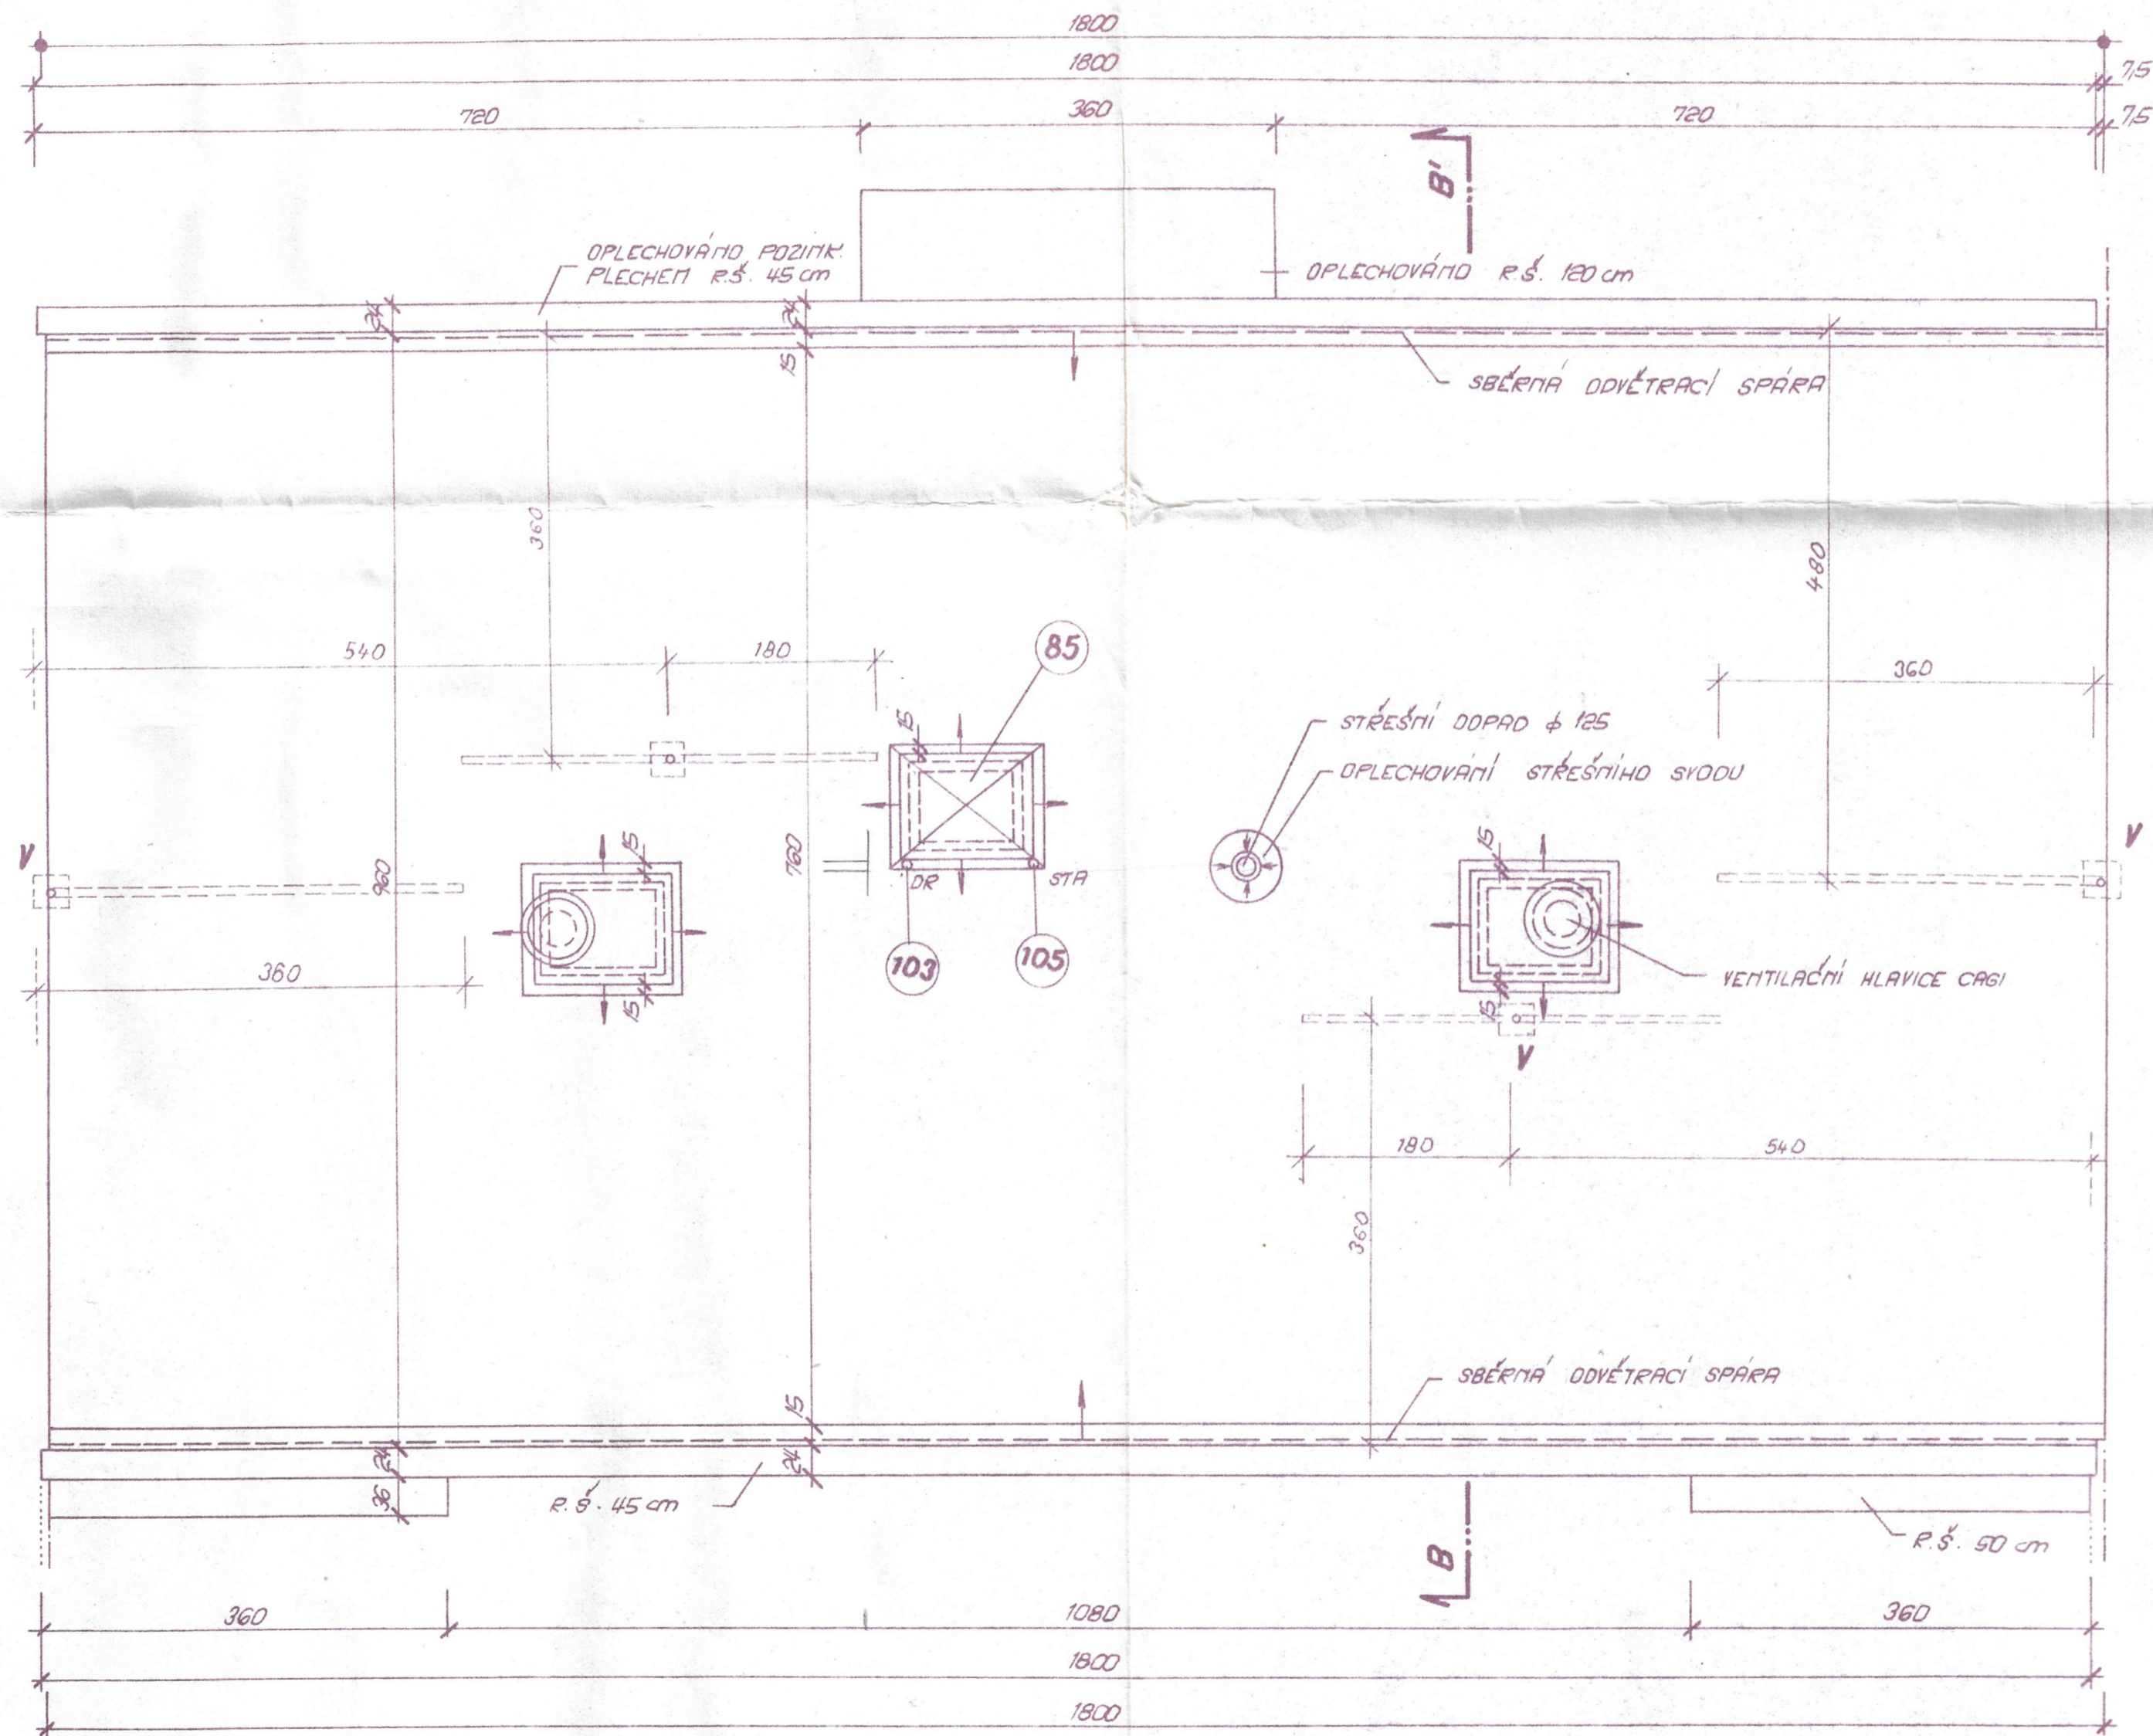 1800
1800
7,5
720
360
720
7,5
B'
OPLECHOVÁNO POZINK.
PLECHEM R.Š. 45 cm
OPLECHOVÁNO R.Š. 120 cm
24
24
15
SBĚRNÁ ODVĚTRACÍ SPÁRA
360
480
540
180
85
360
15
STŘEŠNÍ ODPAD ϕ 125
OPLECHOVÁNÍ STŘEŠNÍHO SVODU
V
960
15
760
DR
STA
15
V
360
103
105
VENTILAČNÍ HLAVICE CAGI
15
15
V
180
540
360
15
SBĚRNÁ ODVĚTRACÍ SPÁRA
24
24
36
R.Š. 45 cm
B
R.Š. 50 cm
360
1080
360
1800
1800